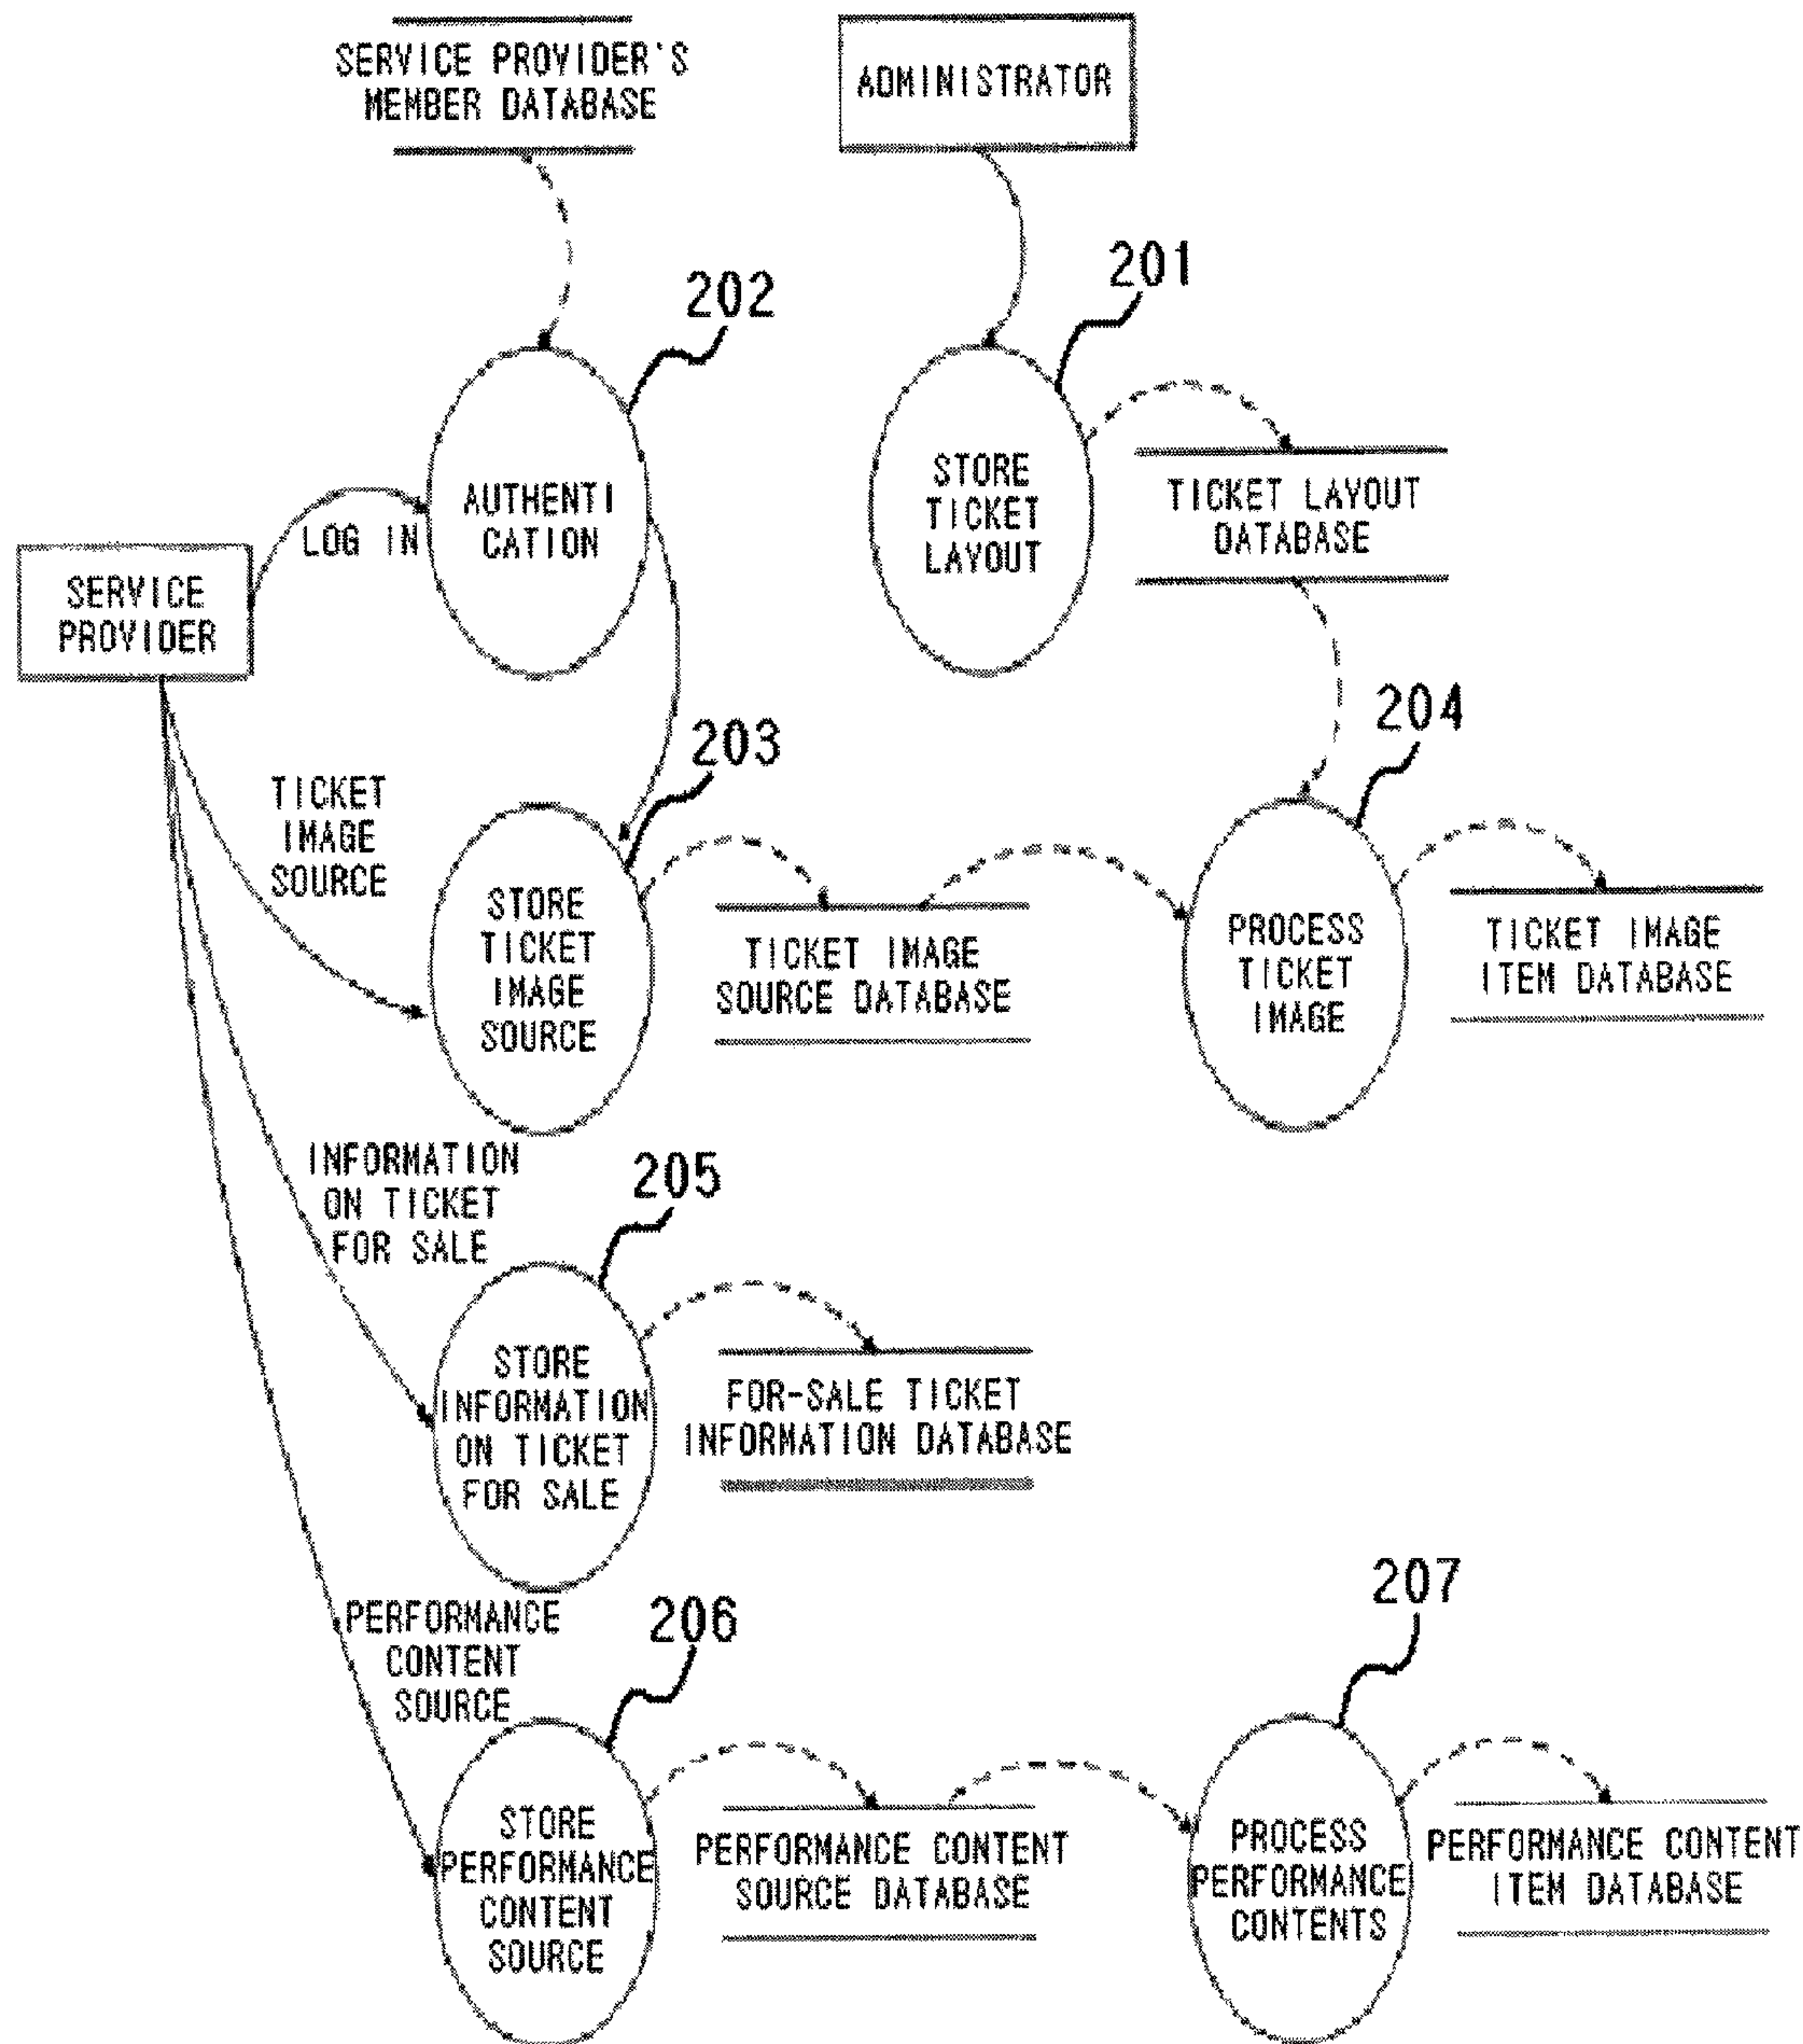 SERVICE PROVIDER'S
MEMBER DATABASE
ADMINISTRATOR
201
202
STORE
TICKET
LAYOUT
TICKET LAYOUT
DATABASE
AUTHENTI
CATION
LOG IN
SERVICE
PROVIDER
204
203
TICKET
IMAGE
SOURCE
STORE
TICKET
IMAGE
SOURCE
TICKET IMAGE
SOURCE DATABASE
PROCESS
TICKET
IMAGE
TICKET IMAGE
ITEM DATABASE
INFORMATION
ON TICKET
FOR SALE
205
STORE
INFORMATION
ON TICKET
FOR SALE
FOR-SALE TICKET
INFORMATION DATABASE
207
PERFORMANCE
CONTENT
SOURCE
206
STORE
PERFORMANCE
CONTENT
SOURCE
PERFORMANCE CONTENT
SOURCE DATABASE
PROCESS
PERFORMANCE
CONTENTS
PERFORMANCE CONTENT
ITEM DATABASE